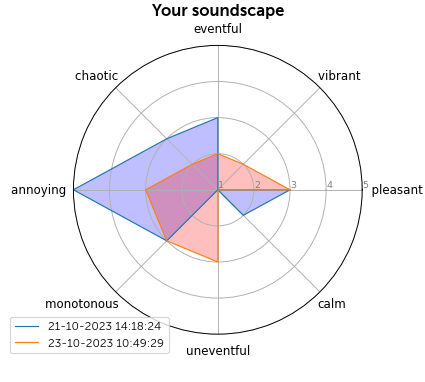 Your soundscape
eventful
chaotic
vibrant
annoying
1 2 3 4 5
pleasant
monotonous
calm
uneventful
21-10-2023 14:18:24
23-10-2023 10:49:29